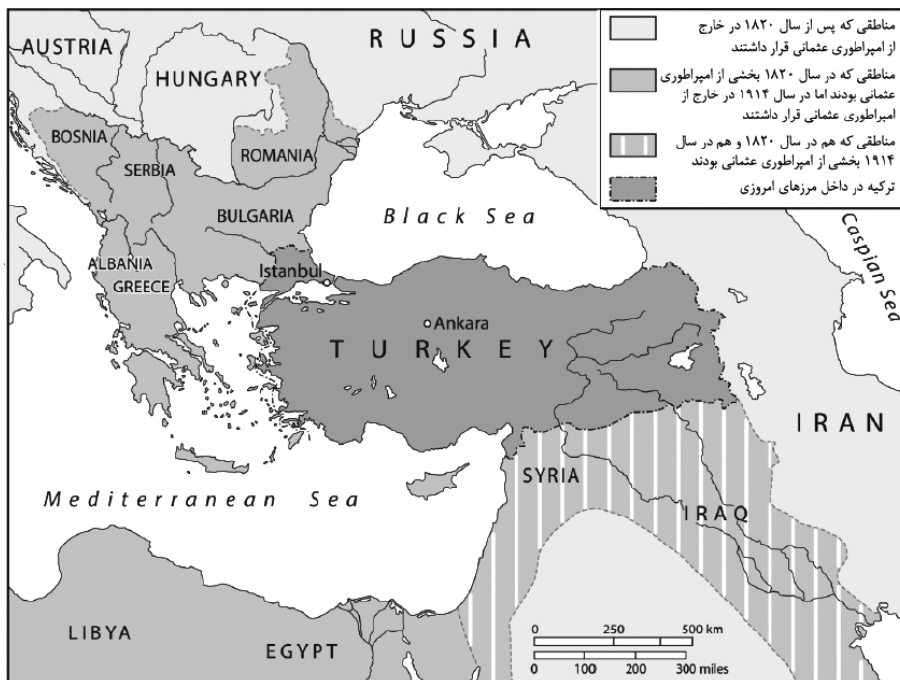 AUSTRIA
RUSSIA
HUNGARY
BOSNIA
SERBIA
ROMANIA
BULGARIA
Black Sea
Caspian Sea
ALBANIA
GREECE
Istanbul
Ankara
TURKEY
IRAN
SYRIA
IRAQ
Mediterranean Sea
LIBYA
EGYPT
0 250 500 km
0 100 200 300 miles
مناطقی که پس از سال ۱۸۲۰ در خارج
از امپراطوری عثمانی قرار داشتند
مناطقی که در سال ۱۸۲۰ بخشی از امپراطوری
عثمانی بودند اما در سال ۱۹۱۴ در خارج از
امپراطوری عثمانی قرار داشتند
مناطقی که هم در سال ۱۸۲۰ و هم در سال
۱۹۱۴ بخشی از امپراطوری عثمانی بودند
ترکیه در داخل مرزهای امروزی